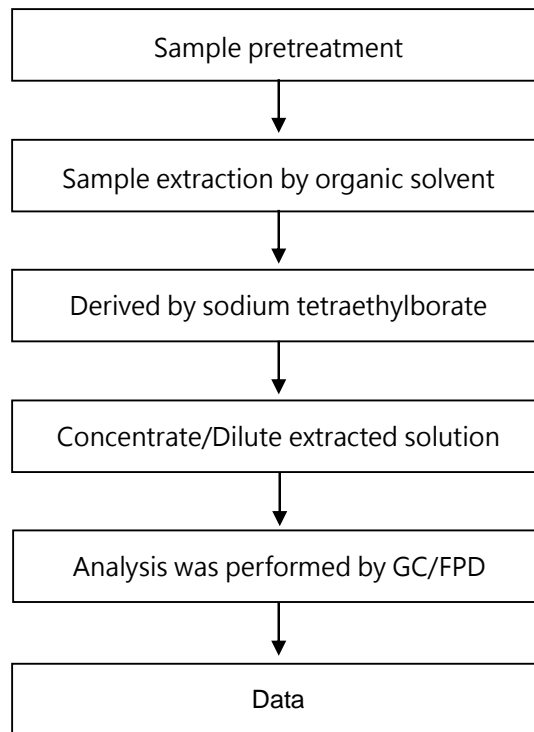 Sample pretreatment
Sample extraction by organic solvent
Derived by sodium tetraethylborate
Concentrate/Dilute extracted solution
Analysis was performed by GC/FPD
Data